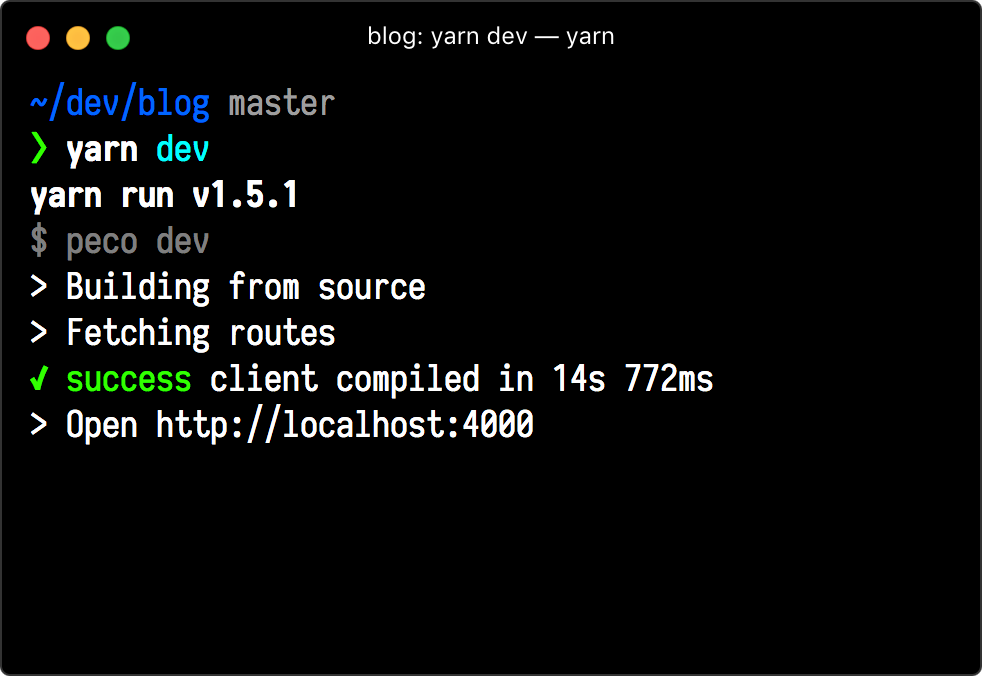 blog: yarn dev — yarn
~/dev/blog master
❯ yarn dev
yarn run v1.5.1
$ peco dev
> Building from source
> Fetching routes
✔ success client compiled in 14s 772ms
> Open http://localhost:4000